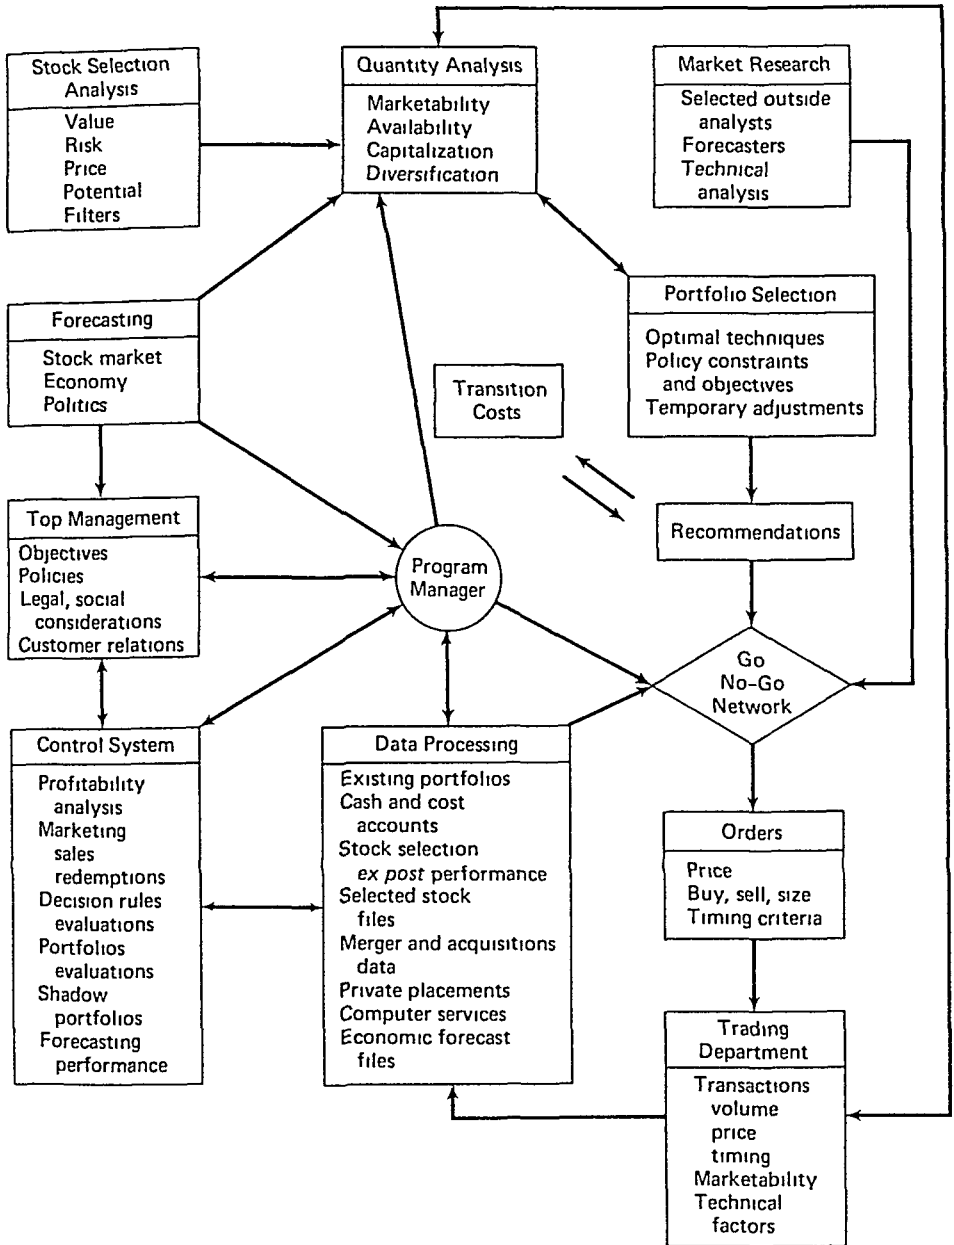 Stock Selection
Analysis
Value
Risk
Price
Potential
Filters
Quantity Analysis
Marketability
Availability
Capitalization
Diversification
Market Research
Selected outside
analysts
Forecasters
Technical
analysis
Forecasting
Stock market
Economy
Politics
Transition
Costs
Portfolio Selection
Optimal techniques
Policy constraints
and objectives
Temporary adjustments
Top Management
Objectives
Policies
Legal, social
considerations
Customer relations
Program
Manager
Recommendations
Go
No-Go
Network
Control System
Profitability
analysis
Marketing
sales
redemptions
Decision rules
evaluations
Portfolios
evaluations
Shadow
portfolios
Forecasting
performance
Data Processing
Existing portfolios
Cash and cost
accounts
Stock selection
ex post performance
Selected stock
files
Merger and acquisitions
data
Private placements
Computer services
Economic forecast
files
Orders
Price
Buy, sell, size
Timing criteria
Trading
Department
Transactions
volume
price
timing
Marketability
Technical
factors